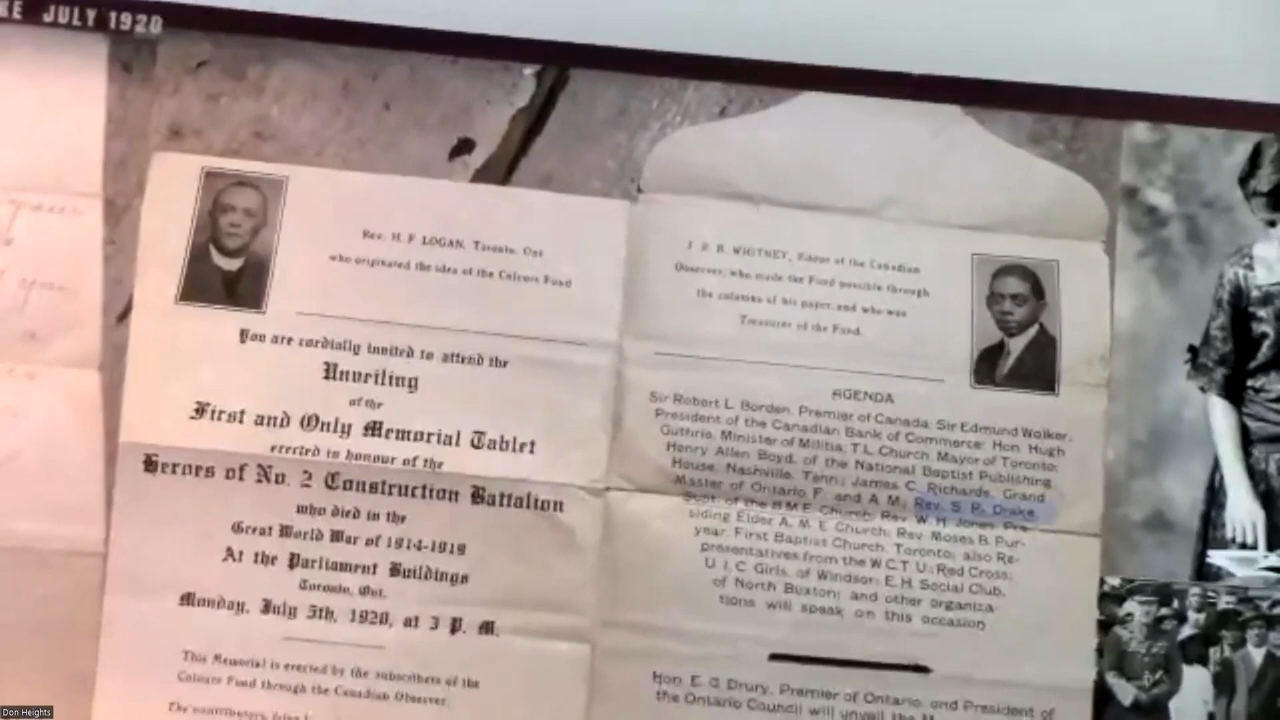 KE JULY 1920
Rev. H. F. LOGAN, Toronto, Ont
who originated the idea of the Colours Fund
You are cordially invited to attend the
Unveiling
of the
First and Only Memorial Tablet
erected in honour of the
Heroes of No. 2 Construction Battalion
who died in the
Great World War of 1914-1919
At the Parliament Buildings
Toronto, Ont.
Monday, July 5th, 1920, at 3 P. M.
This Memorial is erected by the subscribers of the
Colours Fund through the Canadian Observer.
The contributors
WHITNEY, Editor of the Canadian
Observer, who made the Fund possible through
the columns of his paper, and who was
Treasurer of the Fund.
AGENDA
Sir Robert L. Borden, Premier of Canada; Sir Edmund Walker,
President of the Canadian Bank of Commerce; Hon Hugh
Guthrie, Minister of Militia; T.L. Church, Mayor of Toronto;
Henry Allen Boyd, of the National Baptist Publishing
House, Nashville, Tenn.; James C. Richards, Grand
Master of Ontario F. and A M.; Rev. S. R. Drake,
Supt. of the B.M.E. Church; Rev. W. H. Jones, Pre-
siding Elder A. M. E Church; Rev. Moses B. Pur-
year, First Baptist Church, Toronto; also Re-
presentatives from the W.C.T.U.; Red Cross;
U. I. C. Girls, of Windsor; E. H. Social Club,
of North Buxton; and other organiza-
tions will speak on this occasion
Hon E. C. Drury, Premier of Ontario, and President of
the Ontario Council will unveil the
Don Heights